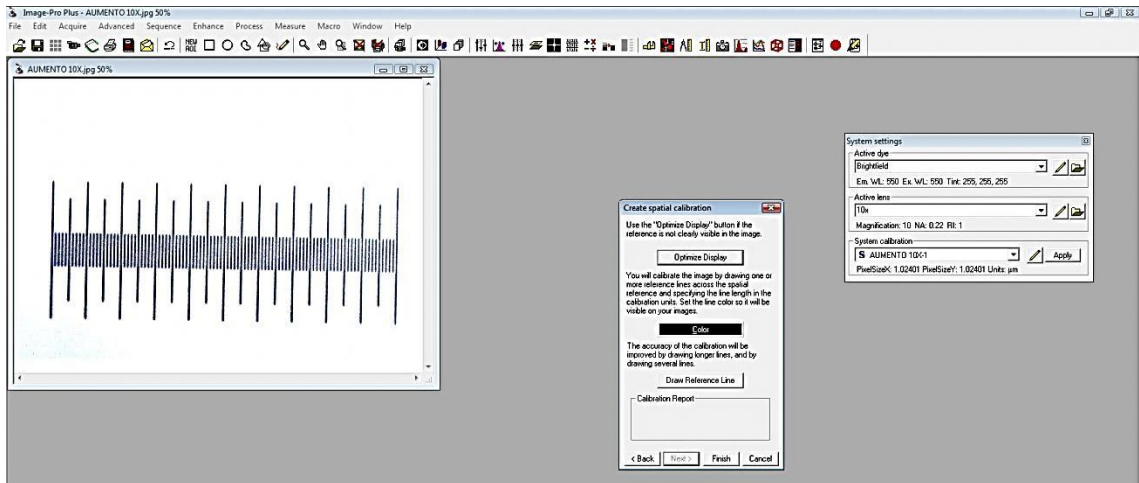 Image-Pro Plus - AUMENTO 10X.jpg 50%
File Edit Acquire Advanced Sequence Enhance Process Measure Macro Window Help
NEW AOI
AUMENTO 10X.jpg 50%
Create spatial calibration
Use the "Optimize Display" button if the
reference is not clearly visible in the image.
Optimize Display
You will calibrate the image by drawing one or
more reference lines across the spatial
reference and specifying the line length in the
calibration units. Set the line color so it will be
visible on your images.
Color
The accuracy of the calibration will be
improved by drawing longer lines, and by
drawing several lines.
Draw Reference Line
Calibration Report
< Back Next > Finish Cancel
System settings
Active dye
Brightfield
Em. WL: 550 Ex. WL: 550 Tint: 255, 255, 255
Active lens
10x
Magnification: 10 NA: 0.22 RI: 1
System calibration
S AUMENTO 10X-1 Apply
PixelSizeX: 1.02401 PixelSizeY: 1.02401 Units: µm